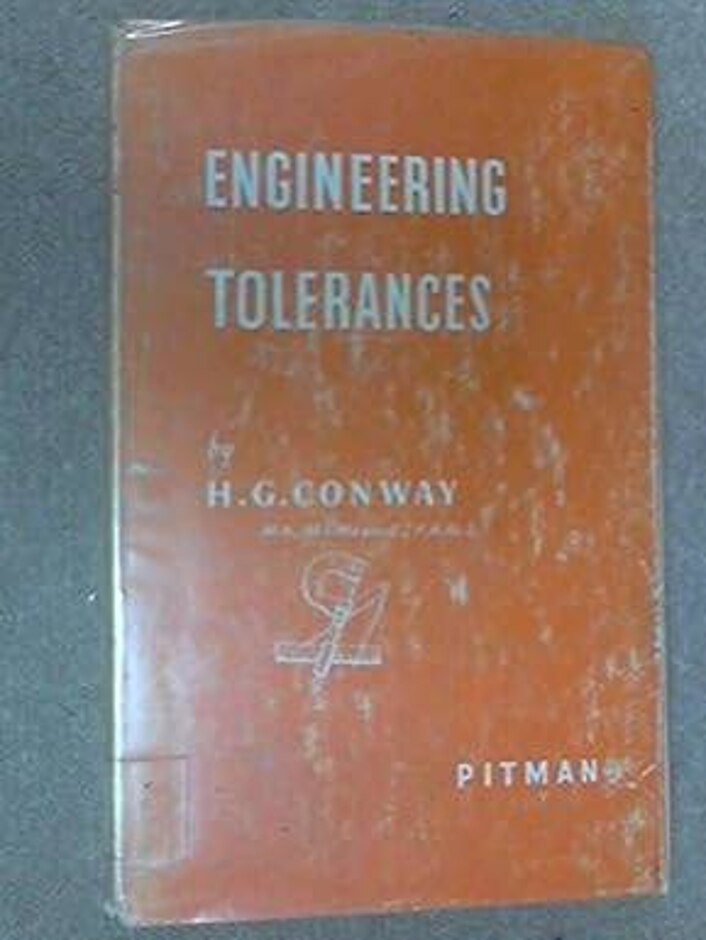 ENGINEERING
TOLERANCES
by
H.G.CONWAY
PITMAN